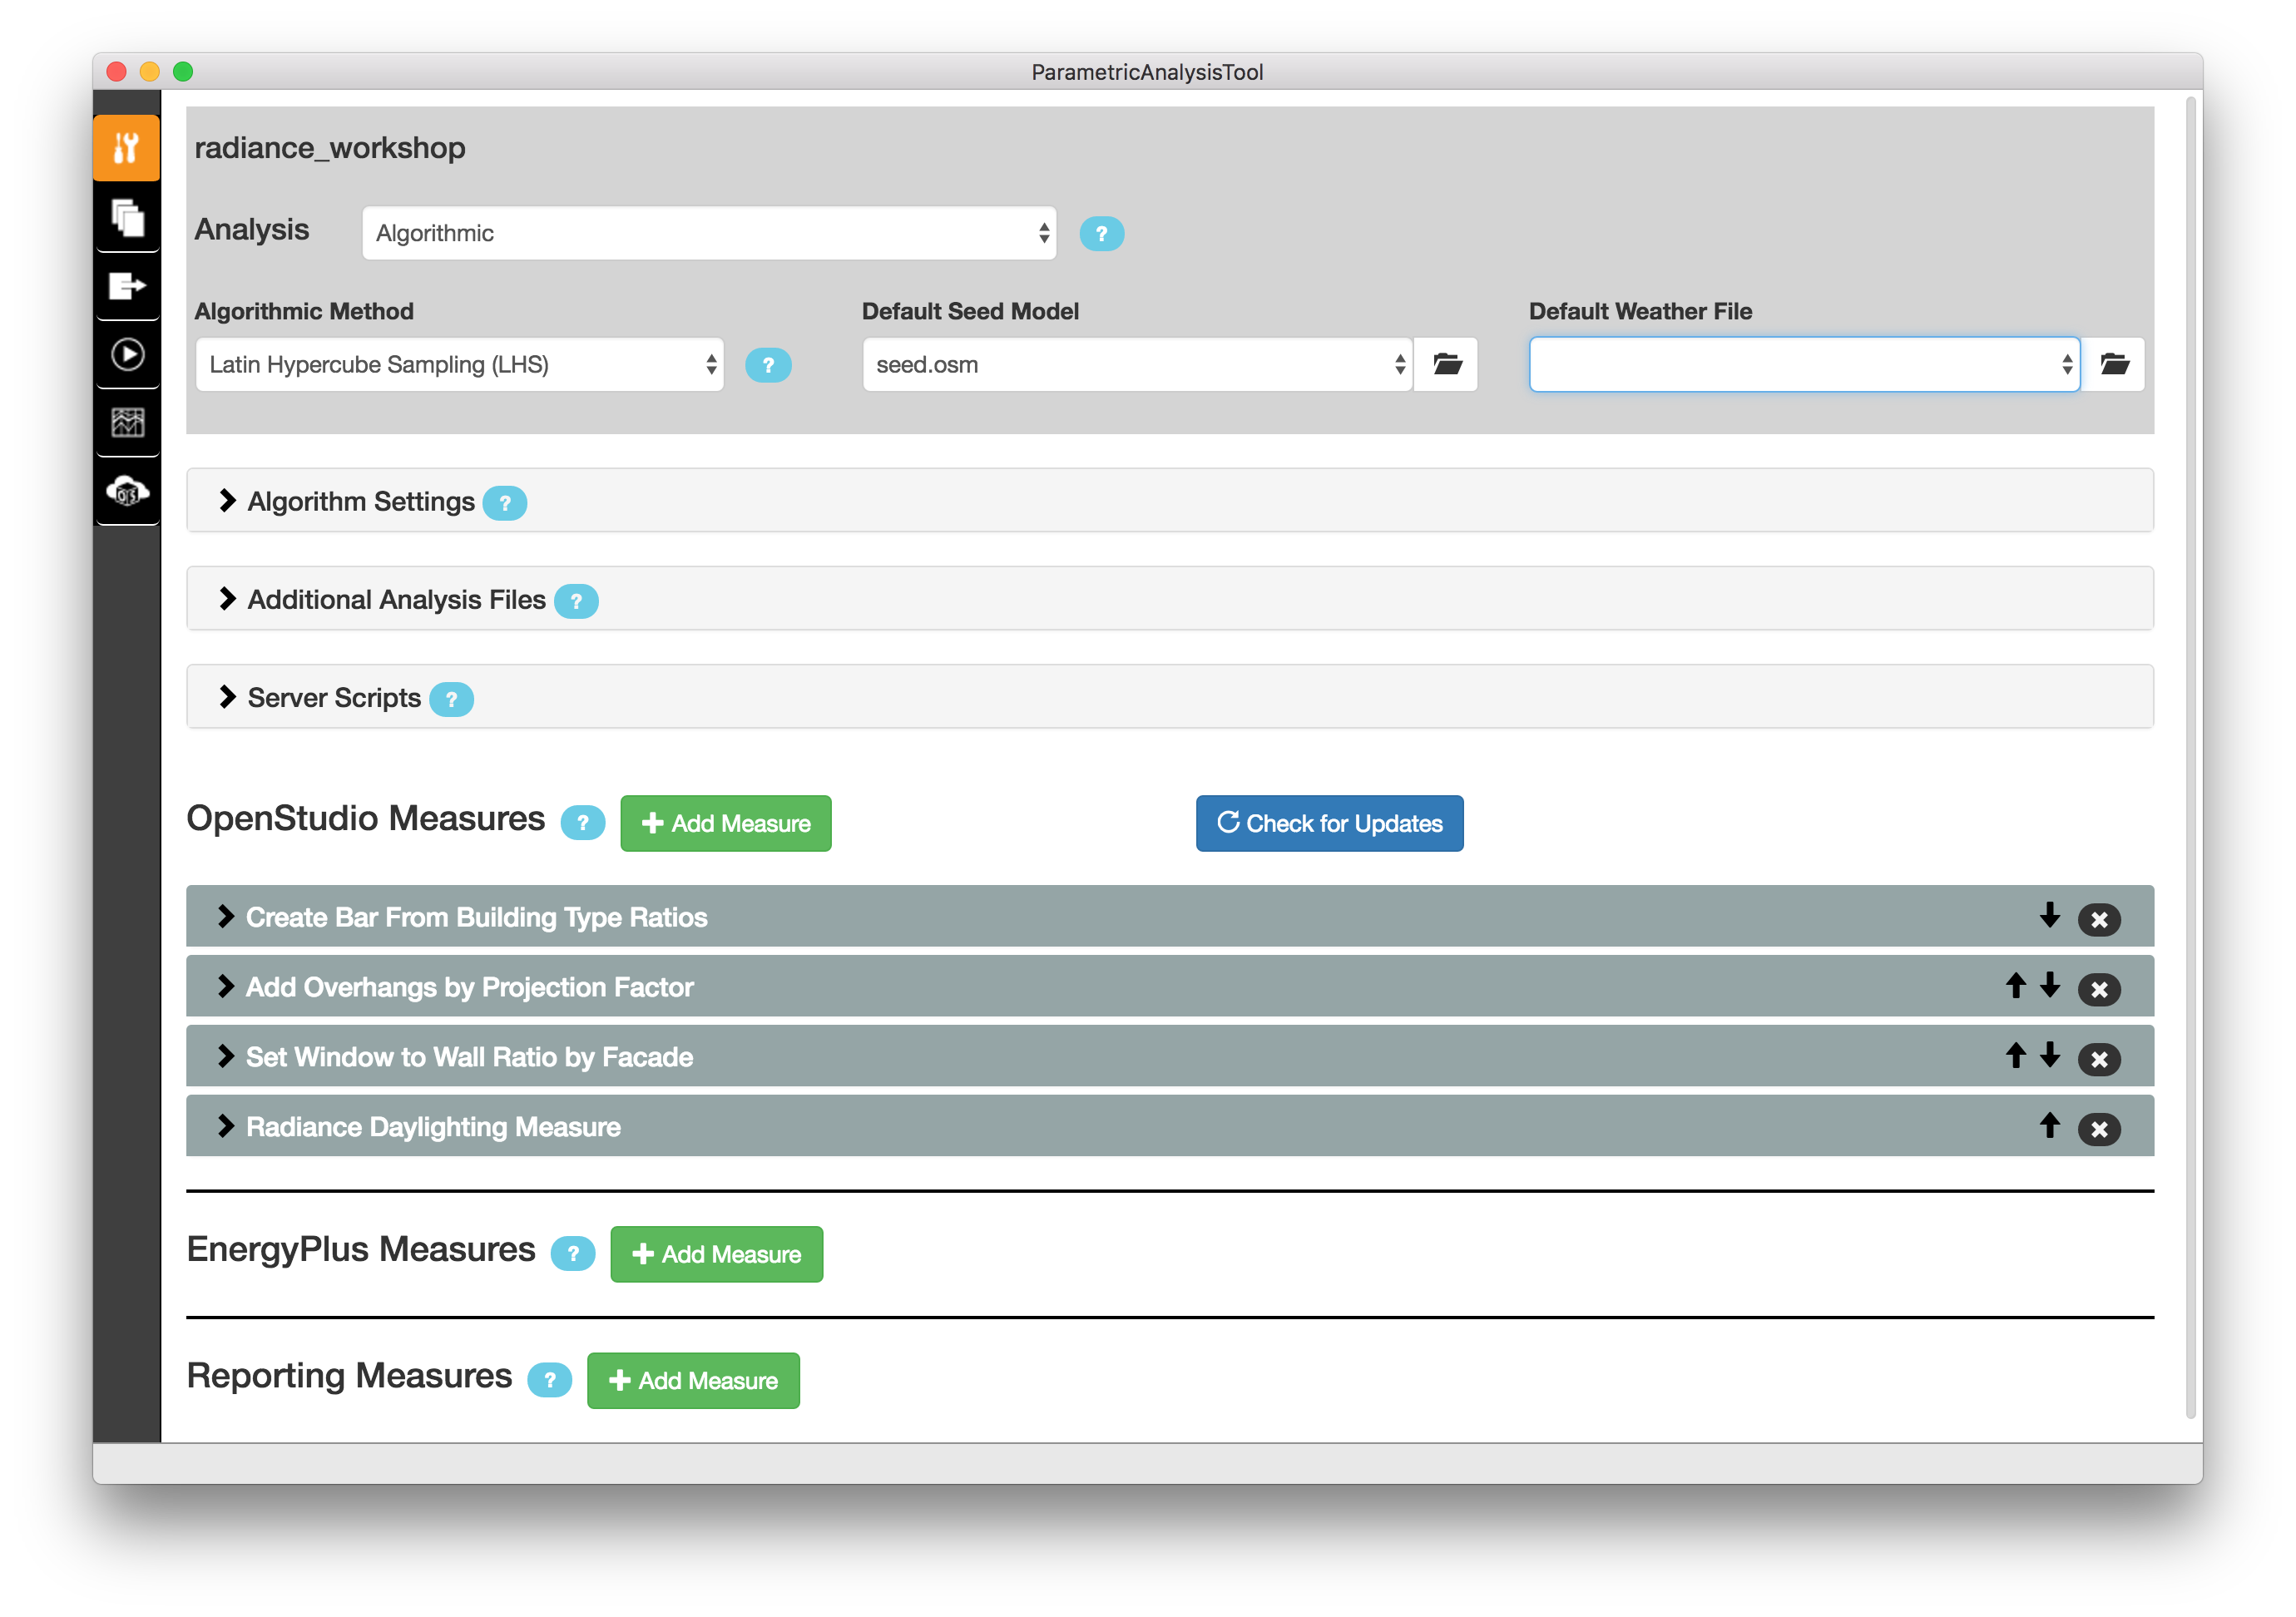 ParametricAnalysisTool
radiance_workshop
Analysis
Algorithmic
?
Algorithmic Method
Default Seed Model
Default Weather File
Latin Hypercube Sampling (LHS)
?
seed.osm
Algorithm Settings ?
Additional Analysis Files ?
Server Scripts ?
OpenStudio Measures ? Add Measure
Check for Updates
Create Bar From Building Type Ratios
Add Overhangs by Projection Factor
Set Window to Wall Ratio by Facade
Radiance Daylighting Measure
EnergyPlus Measures ? Add Measure
Reporting Measures ? Add Measure